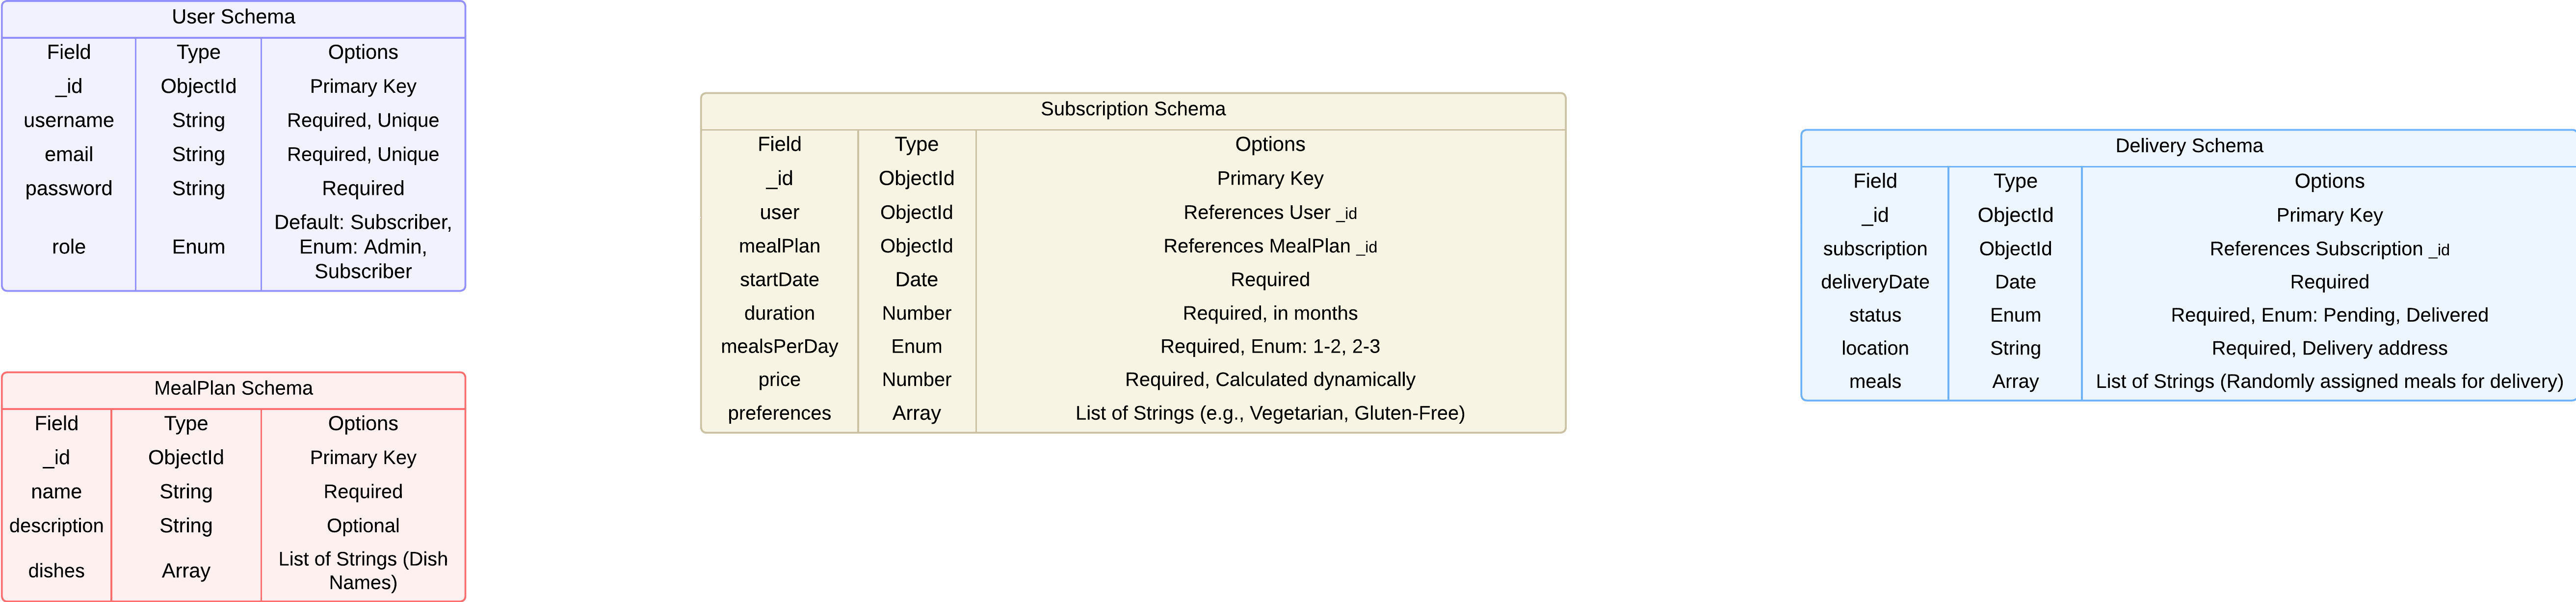 User Schema
Field Type Options
_id ObjectId Primary Key
username String Required, Unique
email String Required, Unique
password String Required
role Enum Default: Subscriber,
Enum: Admin,
Subscriber
MealPlan Schema
Field Type Options
_id ObjectId Primary Key
name String Required
description String Optional
dishes Array List of Strings (Dish
Names)
Subscription Schema
Field Type Options
_id ObjectId Primary Key
user ObjectId References User _id
mealPlan ObjectId References MealPlan _id
startDate Date Required
duration Number Required, in months
mealsPerDay Enum Required, Enum: 1-2, 2-3
price Number Required, Calculated dynamically
preferences Array List of Strings (e.g., Vegetarian, Gluten-Free)
Delivery Schema
Field Type Options
_id ObjectId Primary Key
subscription ObjectId References Subscription _id
deliveryDate Date Required
status Enum Required, Enum: Pending, Delivered
location String Required, Delivery address
meals Array List of Strings (Randomly assigned meals for delivery)